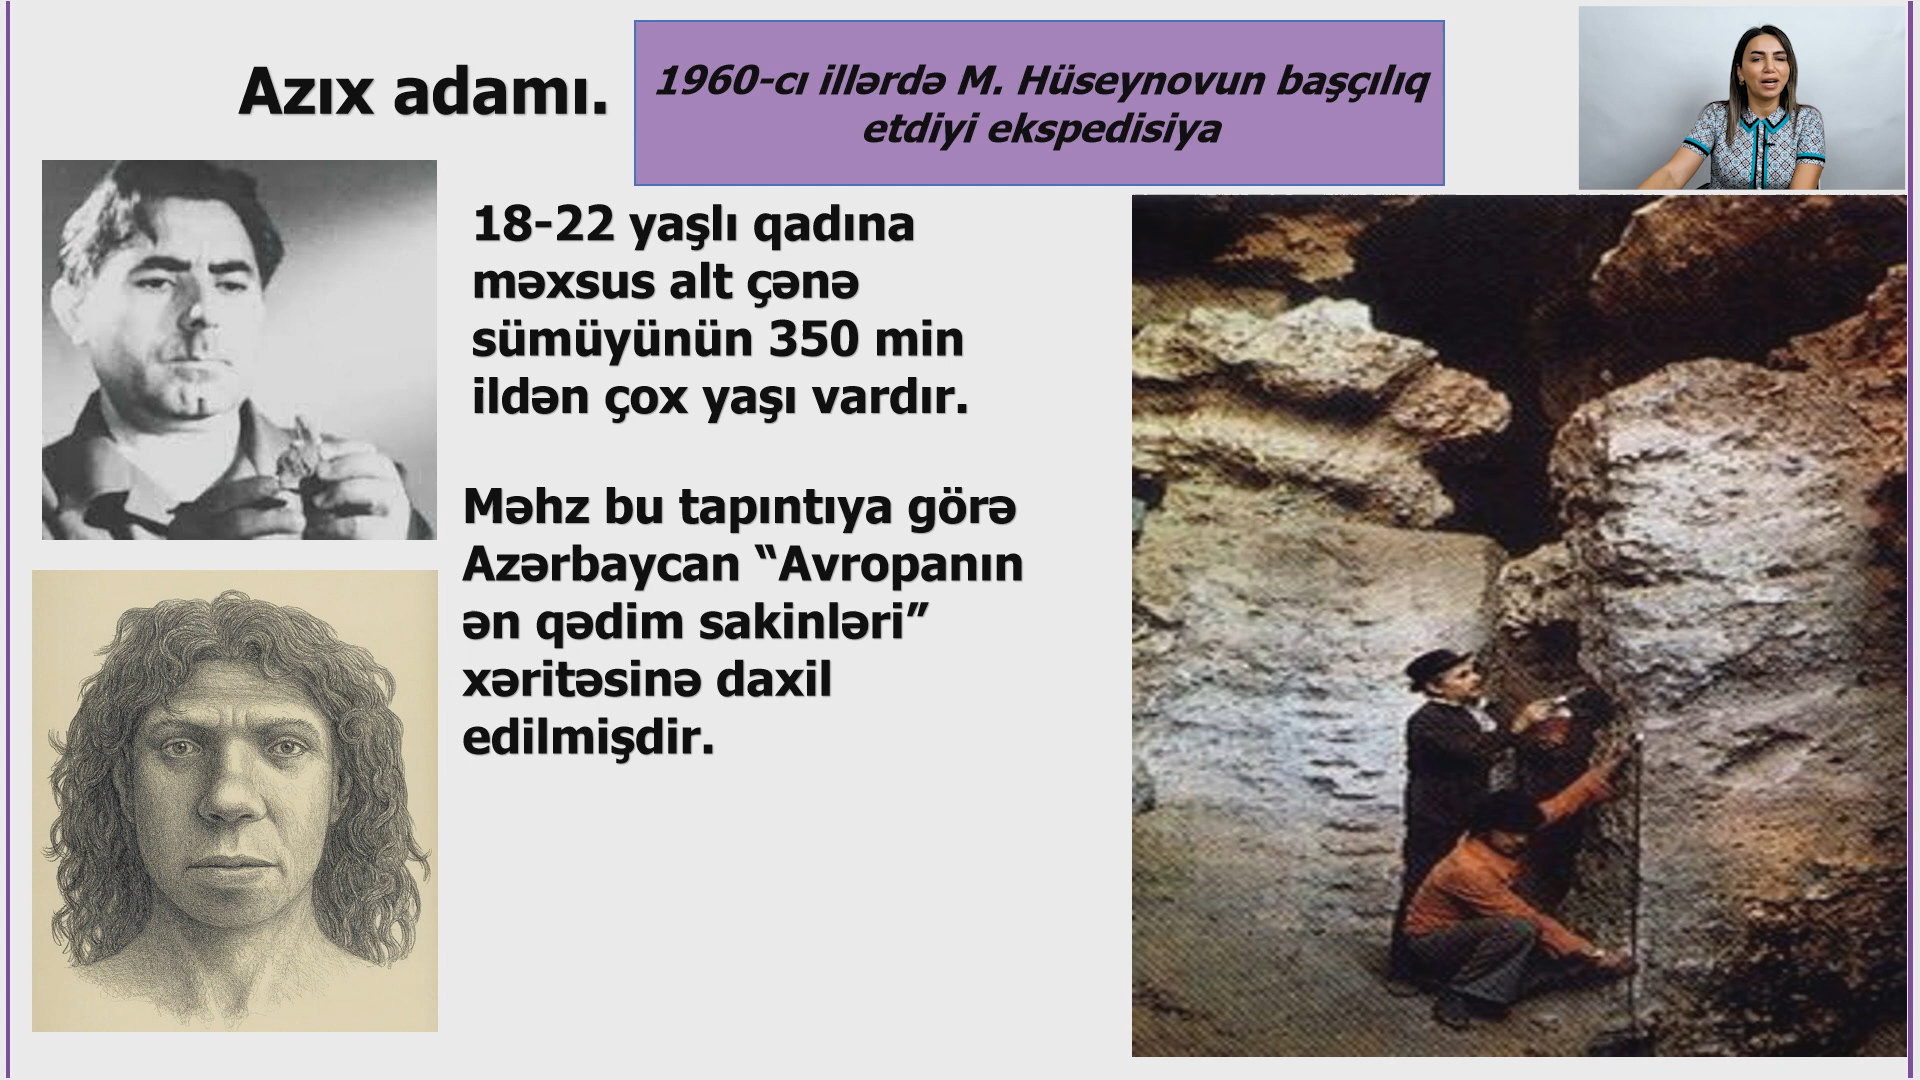 Azıx adamı.
1960-cı illərdə M. Hüseynovun başçılıq
etdiyi ekspedisiya
18-22 yaşlı qadına
məxsus alt çənə
sümüyünün 350 min
ildən çox yaşı vardır.
Məhz bu tapıntıya görə
Azərbaycan “Avropanın
ən qədim sakinləri”
xəritəsinə daxil
edilmişdir.